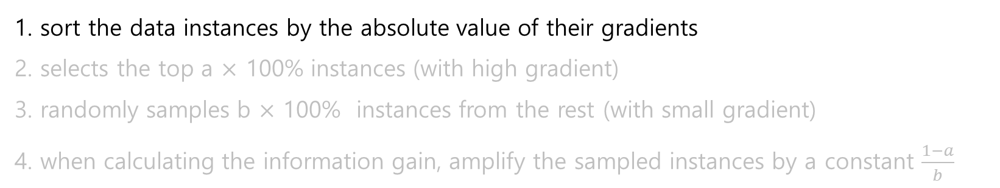 1. sort the data instances by the absolute value of their gradients
2. selects the top a × 100% instances (with high gradient)
3. randomly samples b × 100%  instances from the rest (with small gradient)
4. when calculating the information gain, amplify the sampled instances by a constant \frac{1-a}{b}